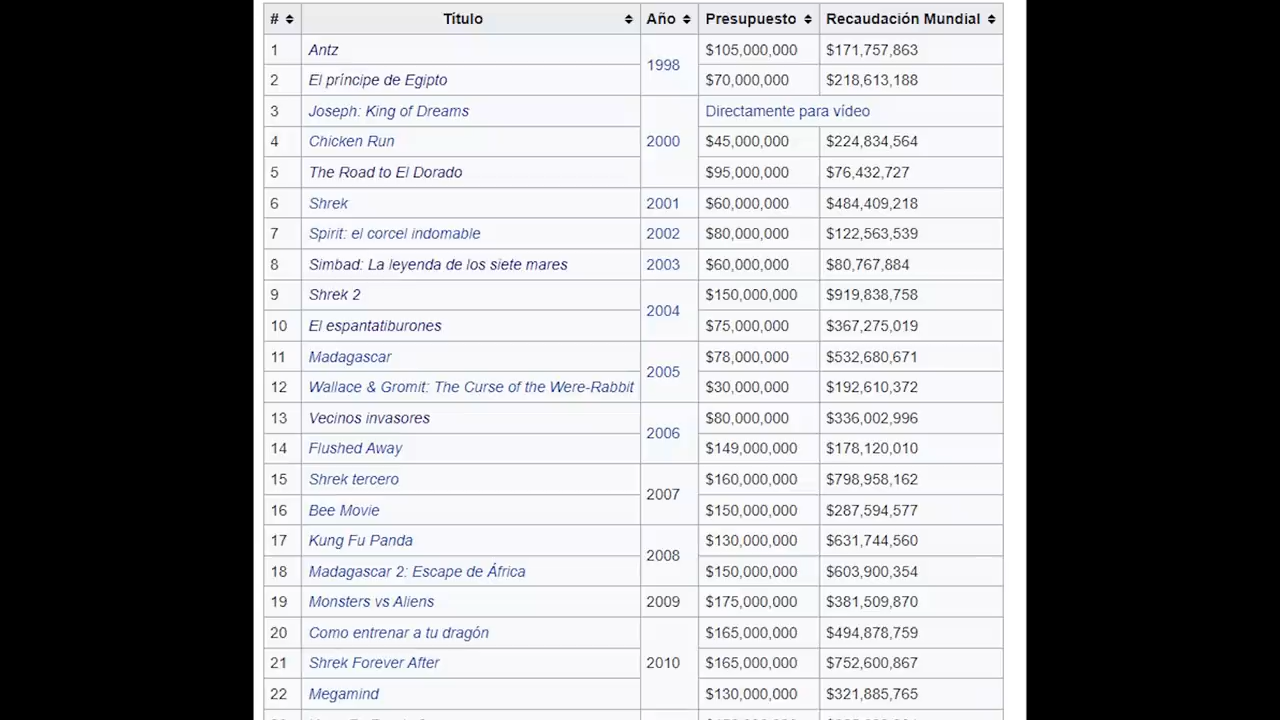 # Título Año Presupuesto Recaudación Mundial
1 Antz 1998 $105,000,000 $171,757,863
2 El príncipe de Egipto $70,000,000 $218,613,188
3 Joseph: King of Dreams 2000 Directamente para vídeo
4 Chicken Run $45,000,000 $224,834,564
5 The Road to El Dorado $95,000,000 $76,432,727
6 Shrek 2001 $60,000,000 $484,409,218
7 Spirit: el corcel indomable 2002 $80,000,000 $122,563,539
8 Simbad: La leyenda de los siete mares 2003 $60,000,000 $80,767,884
9 Shrek 2 2004 $150,000,000 $919,838,758
10 El espantatiburones $75,000,000 $367,275,019
11 Madagascar 2005 $78,000,000 $532,680,671
12 Wallace & Gromit: The Curse of the Were-Rabbit $30,000,000 $192,610,372
13 Vecinos invasores 2006 $80,000,000 $336,002,996
14 Flushed Away $149,000,000 $178,120,010
15 Shrek tercero 2007 $160,000,000 $798,958,162
16 Bee Movie $150,000,000 $287,594,577
17 Kung Fu Panda 2008 $130,000,000 $631,744,560
18 Madagascar 2: Escape de África $150,000,000 $603,900,354
19 Monsters vs Aliens 2009 $175,000,000 $381,509,870
20 Como entrenar a tu dragón 2010 $165,000,000 $494,878,759
21 Shrek Forever After $165,000,000 $752,600,867
22 Megamind $130,000,000 $321,885,765